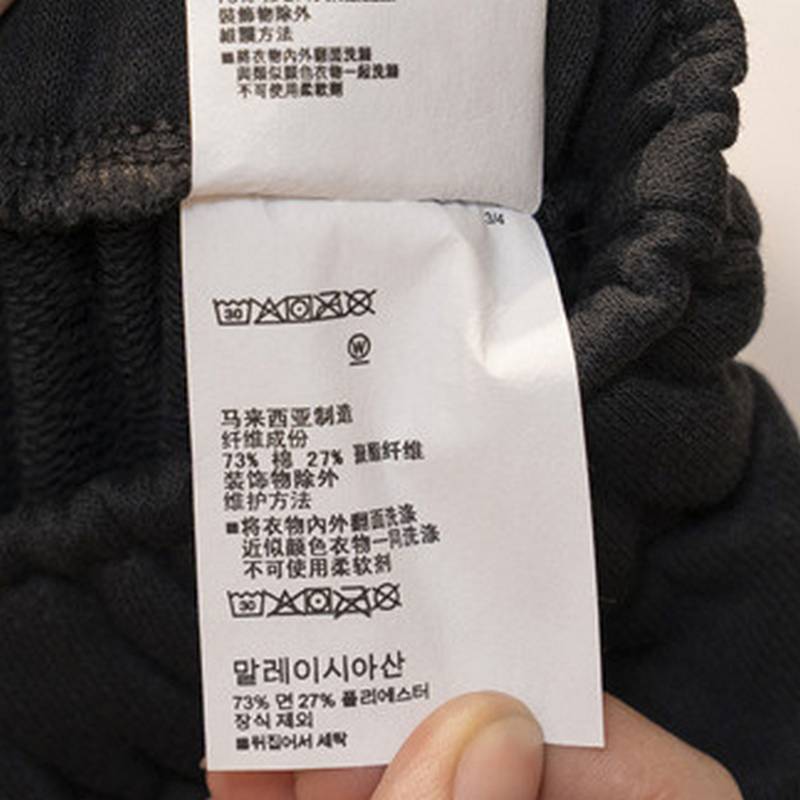 裝飾物除外
維護方法
■將衣物內外翻面洗滌
與類似顏色衣物一起洗滌
不可使用柔軟劑
3/4
30
W
马来西亚制造
纤维成份
73% 棉 27% 聚酯纤维
装饰物除外
维护方法
■将衣物内外翻面洗涤
近似颜色衣物一同洗涤
不可使用柔软剂
30
말레이시아산
73% 면 27% 폴리에스터
장식 제외
■뒤집어서 세탁